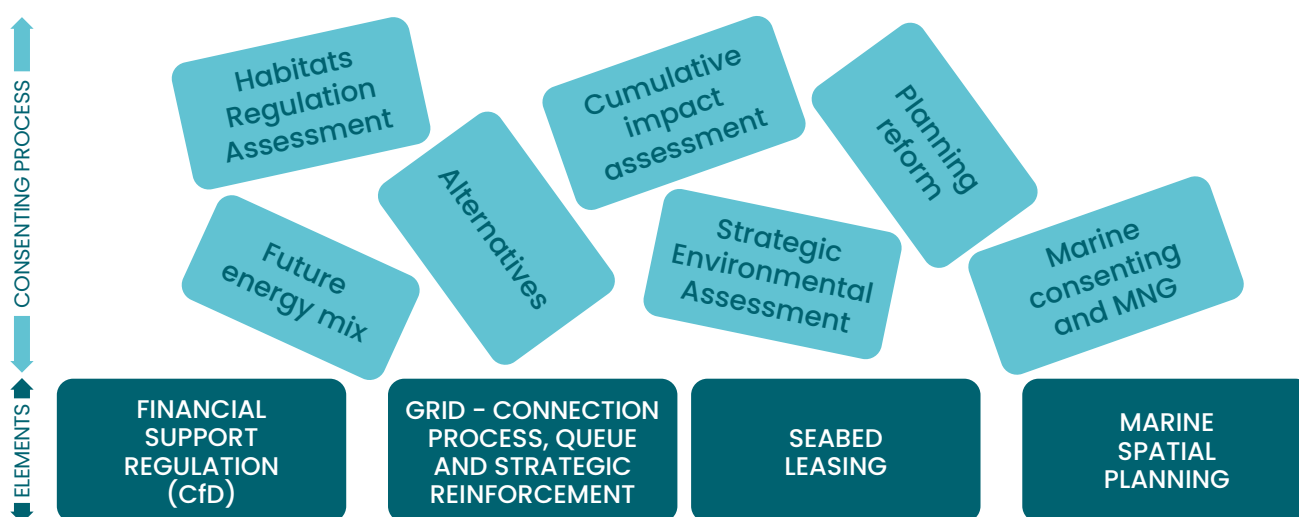 CONSENTING PROCESS
Habitats
Regulation
Assessment
Cumulative
impact
assessment
Planning
reform
Alternatives
Future
energy mix
Strategic
Environmental
Assessment
Marine
consenting
and MNG
ELEMENTS
FINANCIAL
SUPPORT
REGULATION
(CfD)
GRID - CONNECTION
PROCESS, QUEUE
AND STRATEGIC
REINFORCEMENT
SEABED
LEASING
MARINE
SPATIAL
PLANNING